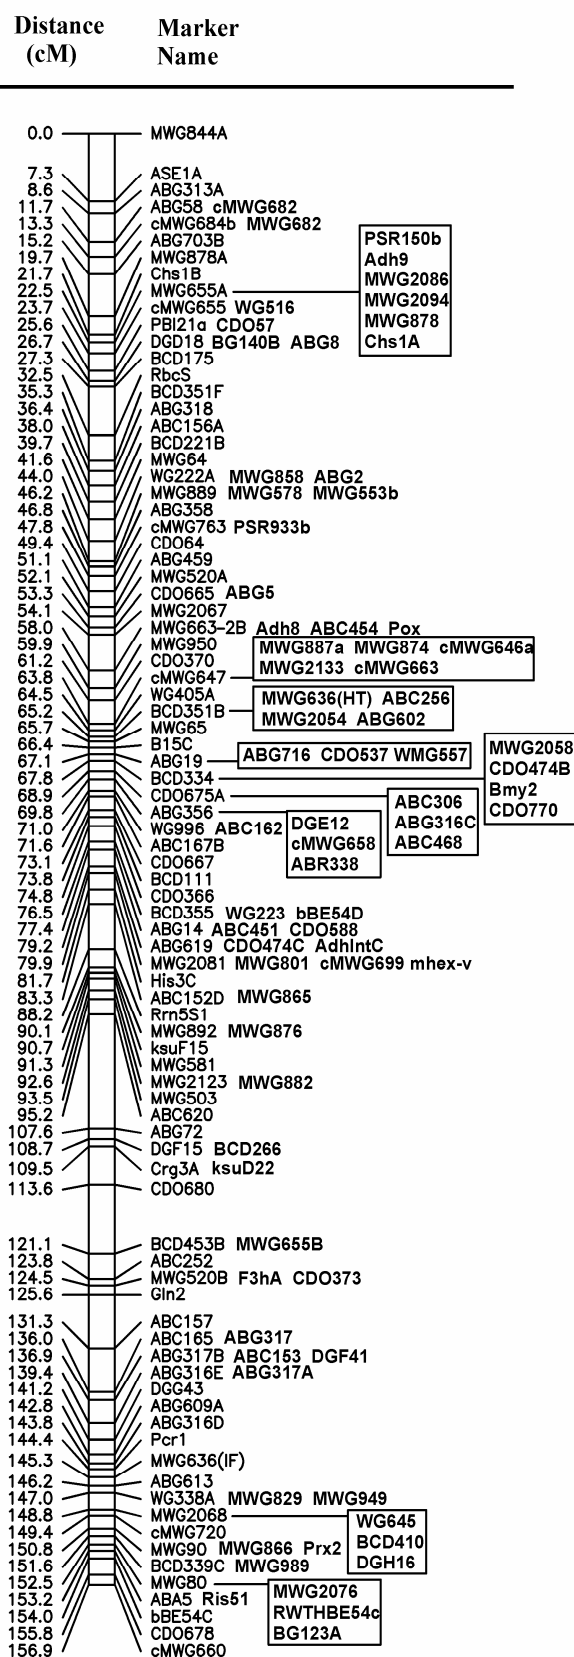 Distance Marker
(cM) Name
0.0 MWG844A
7.3 ASE1A
8.6 ABG313A
11.7 ABG58 cMWG682
13.3 cMWG684b MWG682
15.2 ABG703B
PSR150b
19.7 MWG878A
Adh9
21.7 Chs1B
MWG2086
22.5 MWG655A
MWG2094
23.7 cMWG655 WG516
MWG878
25.6 PBI21a CDO57
26.7 DGD18 BG140B ABG8
Chs1A
27.3 BCD175
32.5 RbcS
35.3 BCD351F
36.4 ABG318
38.0 ABC156A
39.7 BCD221B
41.6 MWG64
44.0 WG222A MWG858 ABG2
46.2 MWG889 MWG578 MWG553b
46.8 ABG358
47.8 cMWG763 PSR933b
49.4 CDO64
51.1 ABG459
52.1 MWG520A
53.3 CDO665 ABG5
54.1 MWG2067
58.0 MWG663-2B Adh8 ABC454 Pox
59.9 MWG950
MWG887a MWG874 cMWG646a
61.2 CDO370
MWG2133 cMWG663
63.8 cMWG647
64.5 WG405A
MWG636(HT) ABC256
65.2 BCD351B
MWG2054 ABG602
65.7 MWG65
66.4 B15C
MWG2058
67.1 ABG19
ABG716 CDO537 WMG557
CDO474B
67.8 BCD334
Bmy2
68.9 CDO675A
ABC306
CDO770
69.8 ABG356
DGE12
ABG316C
71.0 WG996 ABC162
cMWG658
ABC468
71.6 ABC167B
73.1 CDO667
ABR338
73.8 BCD111
74.8 CDO366
76.5 BCD355 WG223 bBE54D
77.4 ABG14 ABC451 CDO588
79.2 ABG619 CDO474C AdhIntC
79.9 MWG2081 MWG801 cMWG699 mhex-v
81.7 His3C
83.3 ABC152D MWG865
88.2 Rrn5S1
90.1 MWG892 MWG876
90.7 ksuF15
91.3 MWG581
92.6 MWG2123 MWG882
93.5 MWG503
95.2 ABC620
107.6 ABG72
108.7 DGF15 BCD266
109.5 Crg3A ksuD22
113.6 CDO680
121.1 BCD453B MWG655B
123.8 ABC252
124.5 MWG520B F3hA CDO373
125.6 Gln2
131.3 ABC157
136.0 ABC165 ABG317
136.9 ABG317B ABC153 DGF41
139.4 ABG316E ABG317A
141.2 DGG43
142.8 ABG609A
143.8 ABG316D
144.4 Pcr1
145.3 MWG636(IF)
146.2 ABG613
147.0 WG338A MWG829 MWG949
148.8 MWG2068
WG645
149.4 cMWG720
BCD410
150.8 MWG90 MWG866 Prx2
DGH16
151.6 BCD339C MWG989
152.5 MWG80
MWG2076
153.2 ABA5 Ris51
RWTHBE54c
154.0 bBE54C
BG123A
155.8 CDO678
156.9 cMWG660